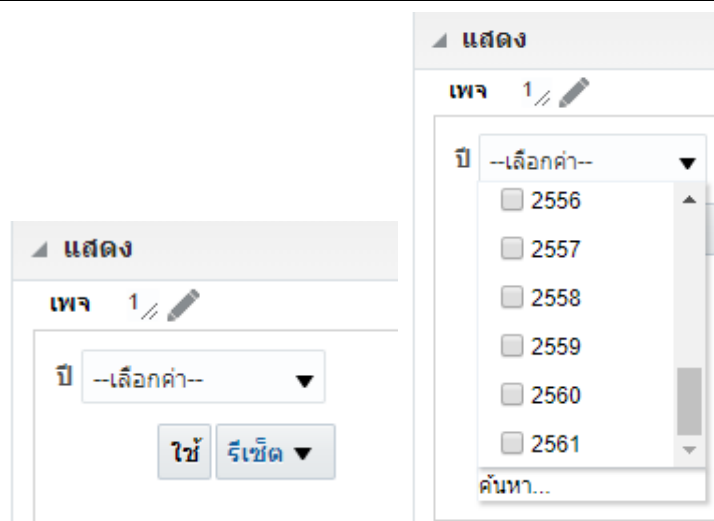 แสดง
เพจ 1
ปี --เลือกค่า--
ใช้ รีเซ็ต
แสดง
เพจ 1
ปี --เลือกค่า--
2556
2557
2558
2559
2560
2561
ค้นหา...